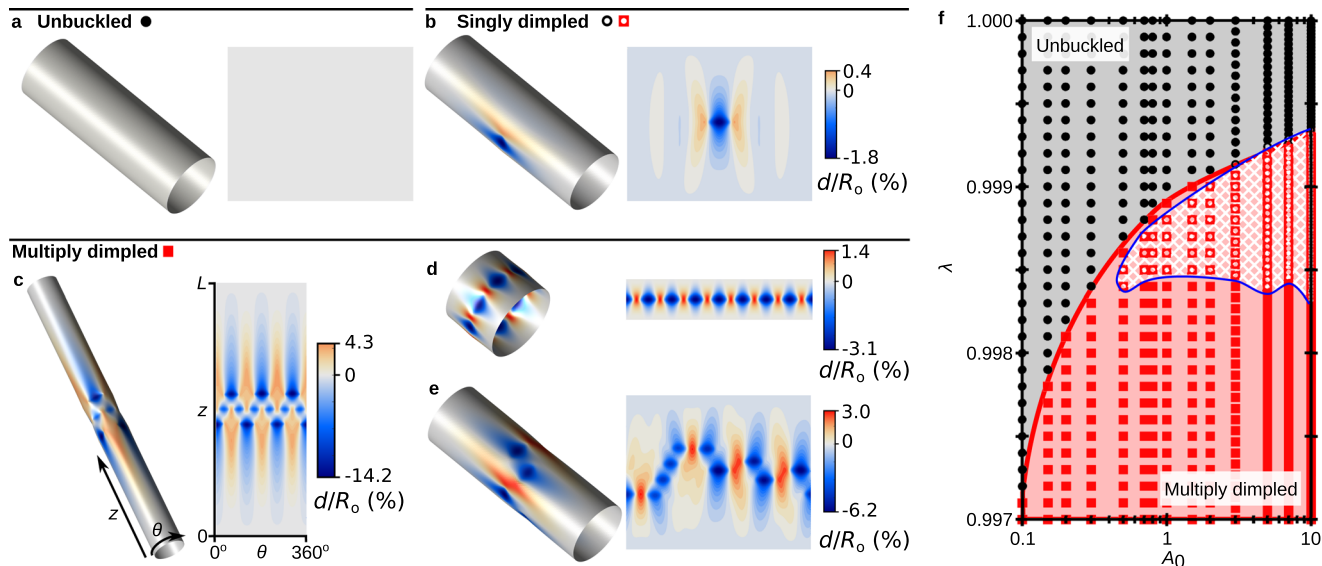 a Unbuckled
b Singly dimpled
0.4
0
-1.8
d/Ro (%)
Multiply dimpled
c
z
θ
L
z
0
0o θ 360o
4.3
0
-14.2
d/Ro (%)
d
1.4
0
-3.1
d/Ro (%)
e
3.0
0
-6.2
d/Ro (%)
f
1.000
0.999
0.998
0.997
λ
Unbuckled
Multiply dimpled
0.1 1 10
A0